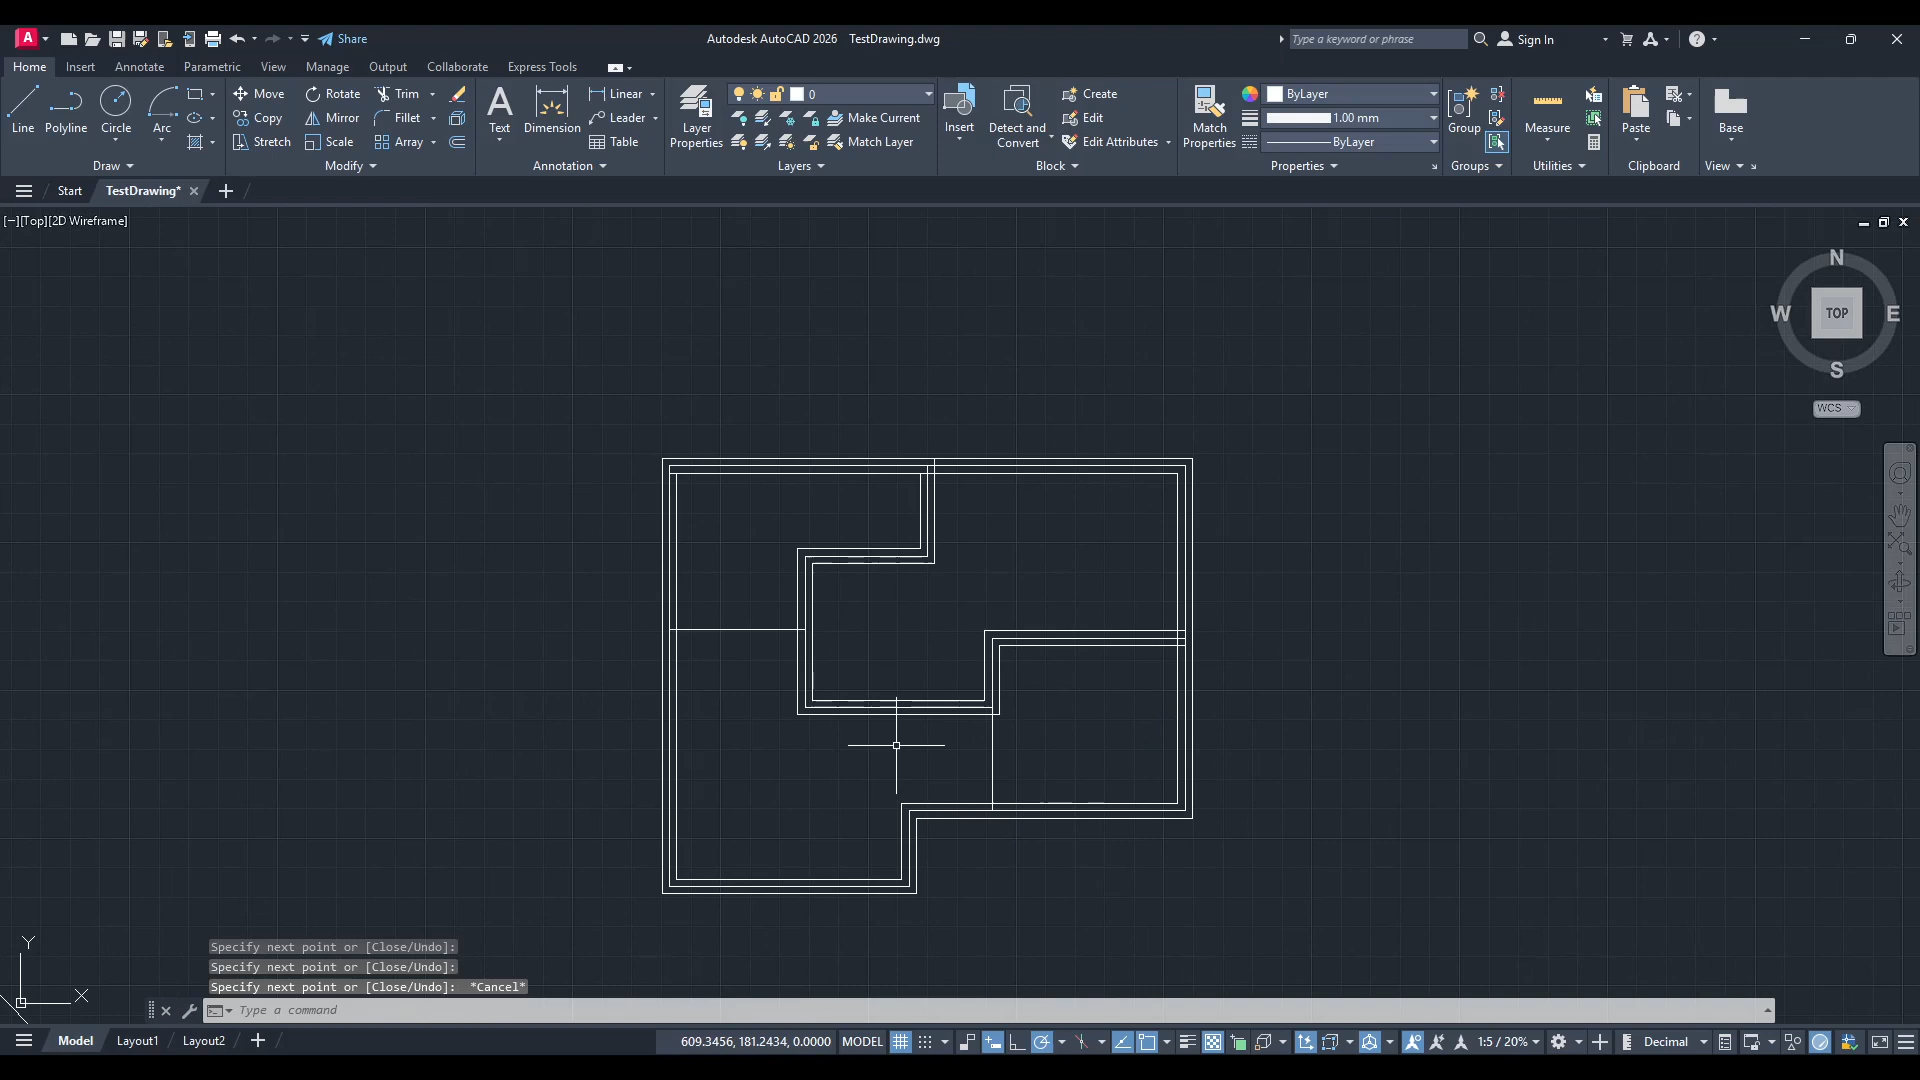 A Share Autodesk AutoCAD 2026 TestDrawing.dwg Type a keyword or phrase Sign In
Home Insert Annotate Parametric View Manage Output Collaborate Express Tools
Line Polyline Circle Arc
Move Rotate Trim
Copy Mirror Fillet
Stretch Scale Array
A Text Dimension
Linear
Leader
Table
Layer Properties
0
Make Current
Match Layer
Insert Detect and Convert
Create
Edit
Edit Attributes
Match Properties
ByLayer
1.00 mm
ByLayer
Group Measure Paste Base
Draw Modify Annotation Layers Block Properties Groups Utilities Clipboard View
Start TestDrawing* +
[−][Top][2D Wireframe]
N
W TOP E
S
WCS
Y
X
Specify next point or [Close/Undo]:
Specify next point or [Close/Undo]:
Specify next point or [Close/Undo]: *Cancel*
Type a command
Model Layout1 Layout2 + 609.3456, 181.2434, 0.0000 MODEL 1:5 / 20% Decimal